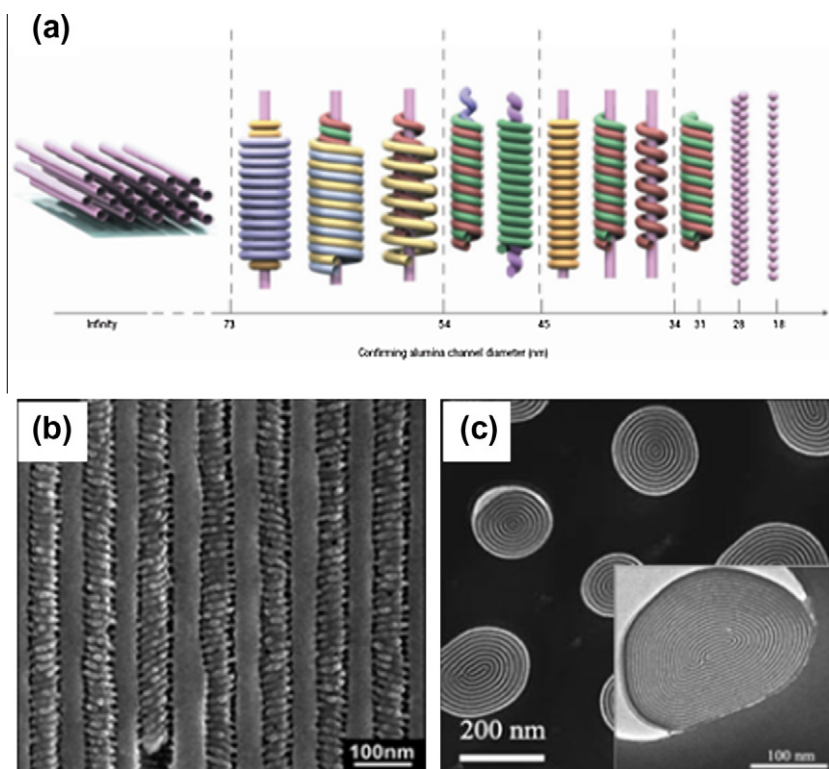 (a)
Infinity
73
54
45
34
31
28
18
Confirming alumina channel diameter (nm)
(b)
100nm
(c)
200 nm
100 nm